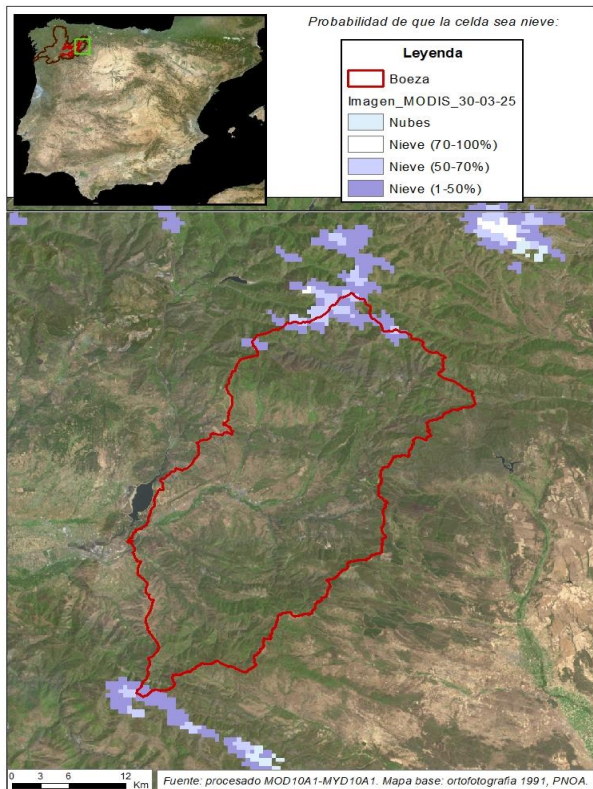 Probabilidad de que la celda sea nieve:
Leyenda
Boeza
Imagen_MODIS_30-03-25
Nubes
Nieve (70-100%)
Nieve (50-70%)
Nieve (1-50%)
0 3 6 12
Km
Fuente: procesado MOD10A1-MYD10A1. Mapa base: ortofotografia 1991, PNOA.